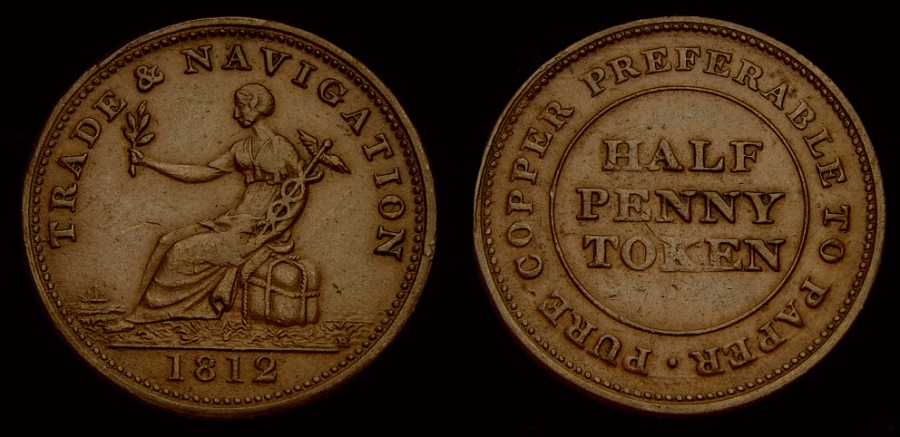 TRADE & NAVIGATION
1812
PURE COPPER PREFERABLE TO PAPER ·
HALF
PENNY
TOKEN